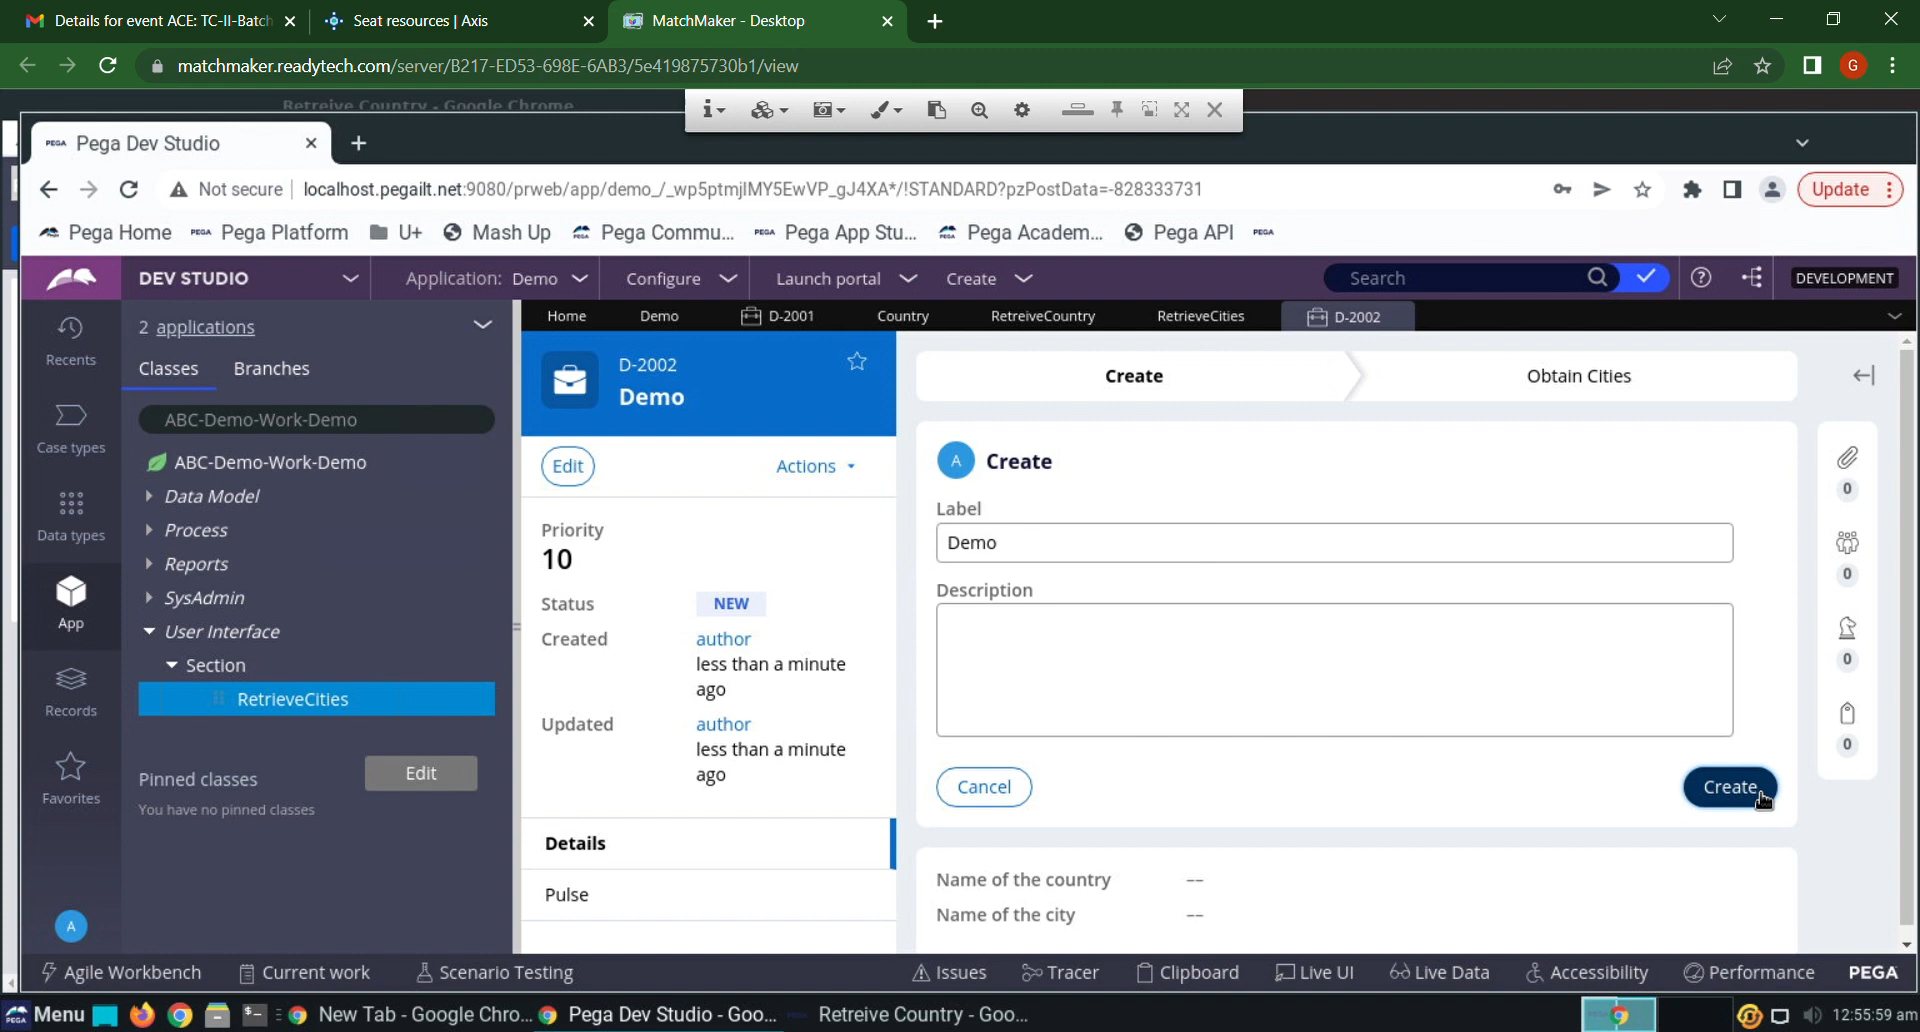 Details for event ACE: TC-II-Batch
Seat resources | Axis
MatchMaker - Desktop
matchmaker.readytech.com/server/B217-ED53-698E-6AB3/5e419875730b1/view
G
Retreive Country - Google Chrome
PEGA Pega Dev Studio
Not secure
localhost.pegailt.net:9080/prweb/app/demo_/_wp5ptmjlMY5EwVP_gJ4XA*/!STANDARD?pzPostData=-828333731
Update
Pega Home
PEGA Pega Platform
U+
Mash Up
Pega Commu...
PEGA Pega App Stu...
Pega Academ...
Pega API
PEGA
DEV STUDIO
Application: Demo
Configure
Launch portal
Create
Search
DEVELOPMENT
Home
Demo
D-2001
Country
RetreiveCountry
RetrieveCities
D-2002
Recents
Case types
Data types
App
Records
Favorites
A
2 applications
Classes
Branches
ABC-Demo-Work-Demo
ABC-Demo-Work-Demo
Data Model
Process
Reports
SysAdmin
User Interface
Section
RetrieveCities
Pinned classes
Edit
You have no pinned classes
D-2002
Demo
Edit
Actions
Priority
10
Status
NEW
Created
author
less than a minute
ago
Updated
author
less than a minute
ago
Details
Pulse
Create
Obtain Cities
A Create
Label
Demo
Description
Cancel
Create
Name of the country --
Name of the city --
0
0
0
0
Agile Workbench
Current work
Scenario Testing
Issues
Tracer
Clipboard
Live UI
Live Data
Accessibility
Performance
PEGA
PEGA Menu
New Tab - Google Chro...
Pega Dev Studio - Goo...
Retreive Country - Goo...
12:55:59 am